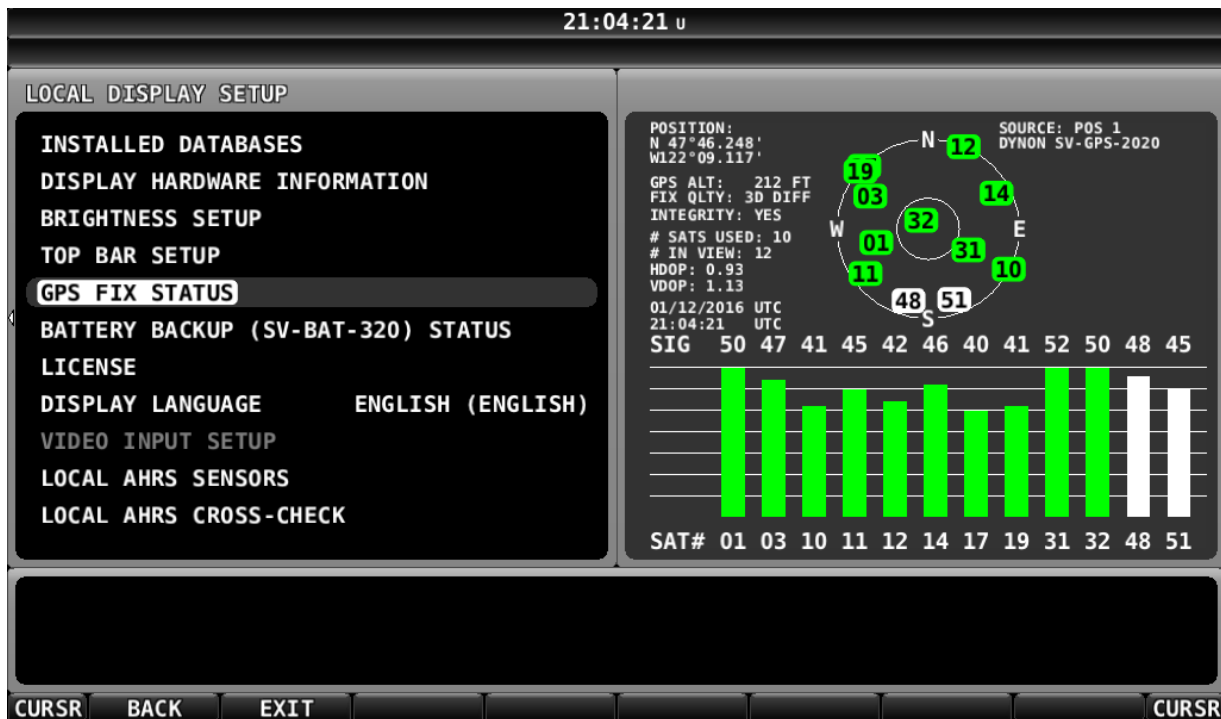 21:04:21 U
LOCAL DISPLAY SETUP
INSTALLED DATABASES
DISPLAY HARDWARE INFORMATION
BRIGHTNESS SETUP
TOP BAR SETUP
GPS FIX STATUS
BATTERY BACKUP (SV-BAT-320) STATUS
LICENSE
DISPLAY LANGUAGE ENGLISH (ENGLISH)
VIDEO INPUT SETUP
LOCAL AHRS SENSORS
LOCAL AHRS CROSS-CHECK
POSITION:
N 47°46.248'
W122°09.117'
GPS ALT: 212 FT
FIX QLTY: 3D DIFF
INTEGRITY: YES
# SATS USED: 10
# IN VIEW: 12
HDOP: 0.93
VDOP: 1.13
01/12/2016 UTC
21:04:21 UTC
SOURCE: POS 1
DYNON SV-GPS-2020
N
12
19
03
14
32
W
E
01
31
11
10
48
51
S
SIG 50 47 41 45 42 46 40 41 52 50 48 45
SAT# 01 03 10 11 12 14 17 19 31 32 48 51
CURSR BACK EXIT CURSR